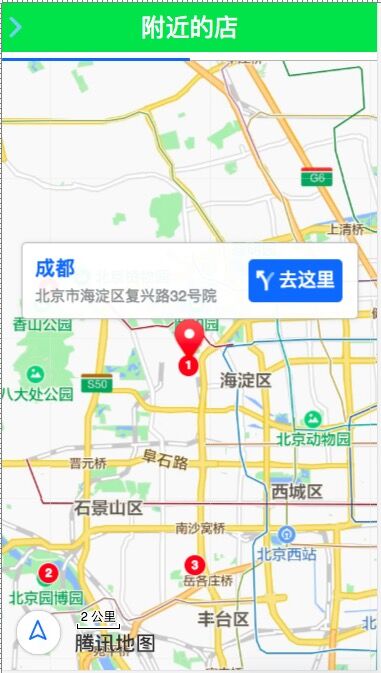 附近的店
G6
上清桥
成都
北京市海淀区复兴路32号院
去这里
香山公园
1
海淀区
S50
八大处公园
北京动物园
晋元桥
阜石路
西城区
石景山区
南沙窝桥
北京西站
2
3
岳各庄桥
北京园博园
2 公里
丰台区
腾讯地图